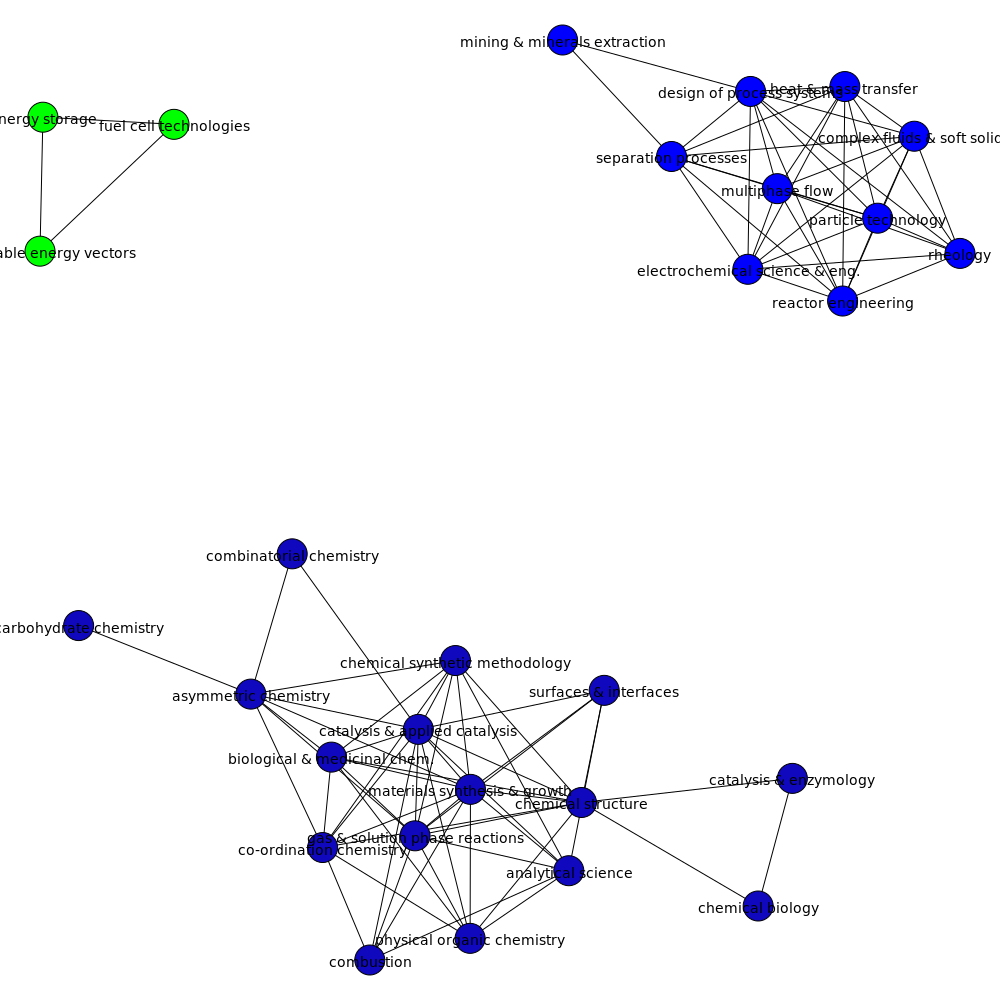 mining & minerals extraction
heat & mass transfer
design of process systems
nergy storage
fuel cell technologies
complex fluids & soft solid
separation processes
multiphase flow
particle technology
able energy vectors
rheology
electrochemical science & eng.
reactor engineering
combinatorial chemistry
carbohydrate chemistry
chemical synthetic methodology
surfaces & interfaces
asymmetric chemistry
catalysis & applied catalysis
biological & medicinal chem.
catalysis & enzymology
materials synthesis & growth
chemical structure
gas & solution phase reactions
co-ordination chemistry
analytical science
chemical biology
physical organic chemistry
combustion